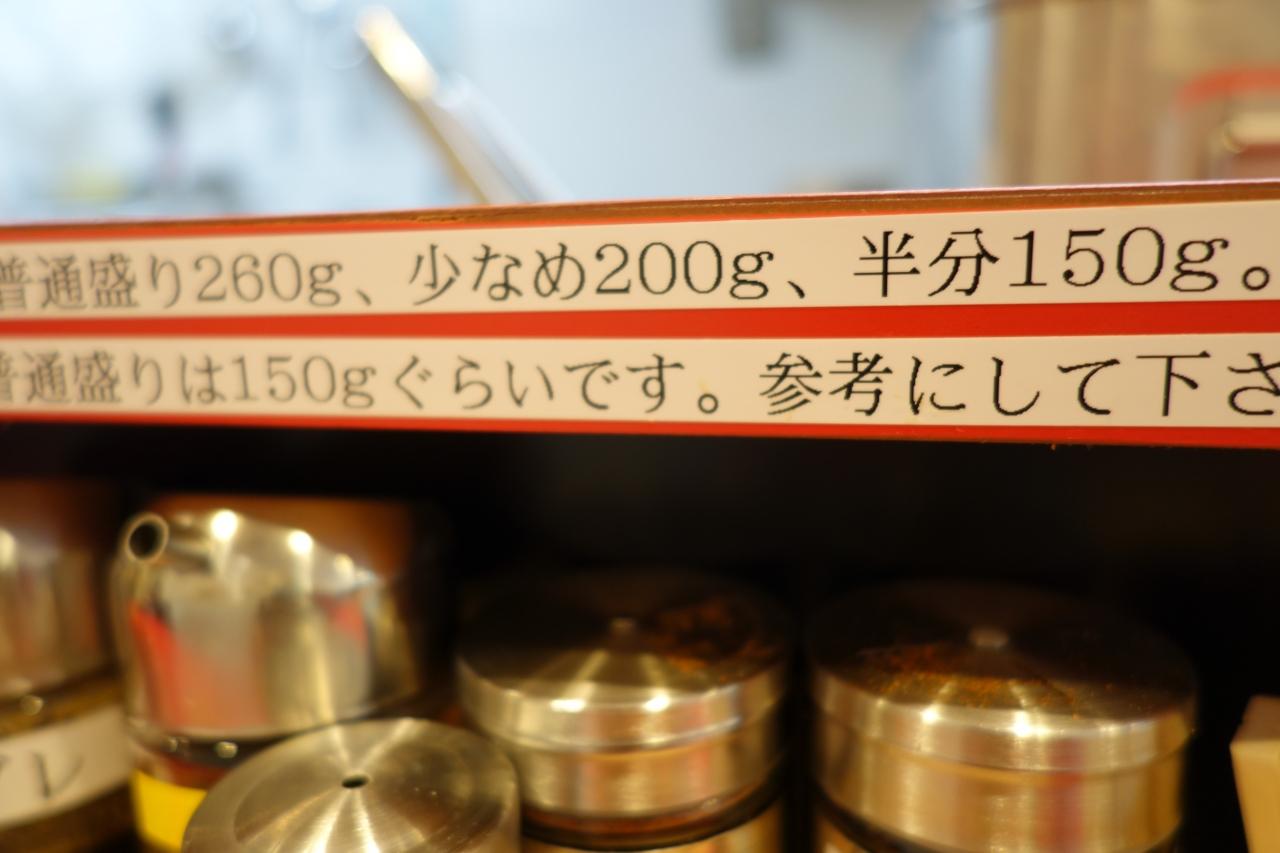 普通盛り260g、少なめ200g、半分150g。
普通盛りは150gぐらいです。参考にして下さ
レ